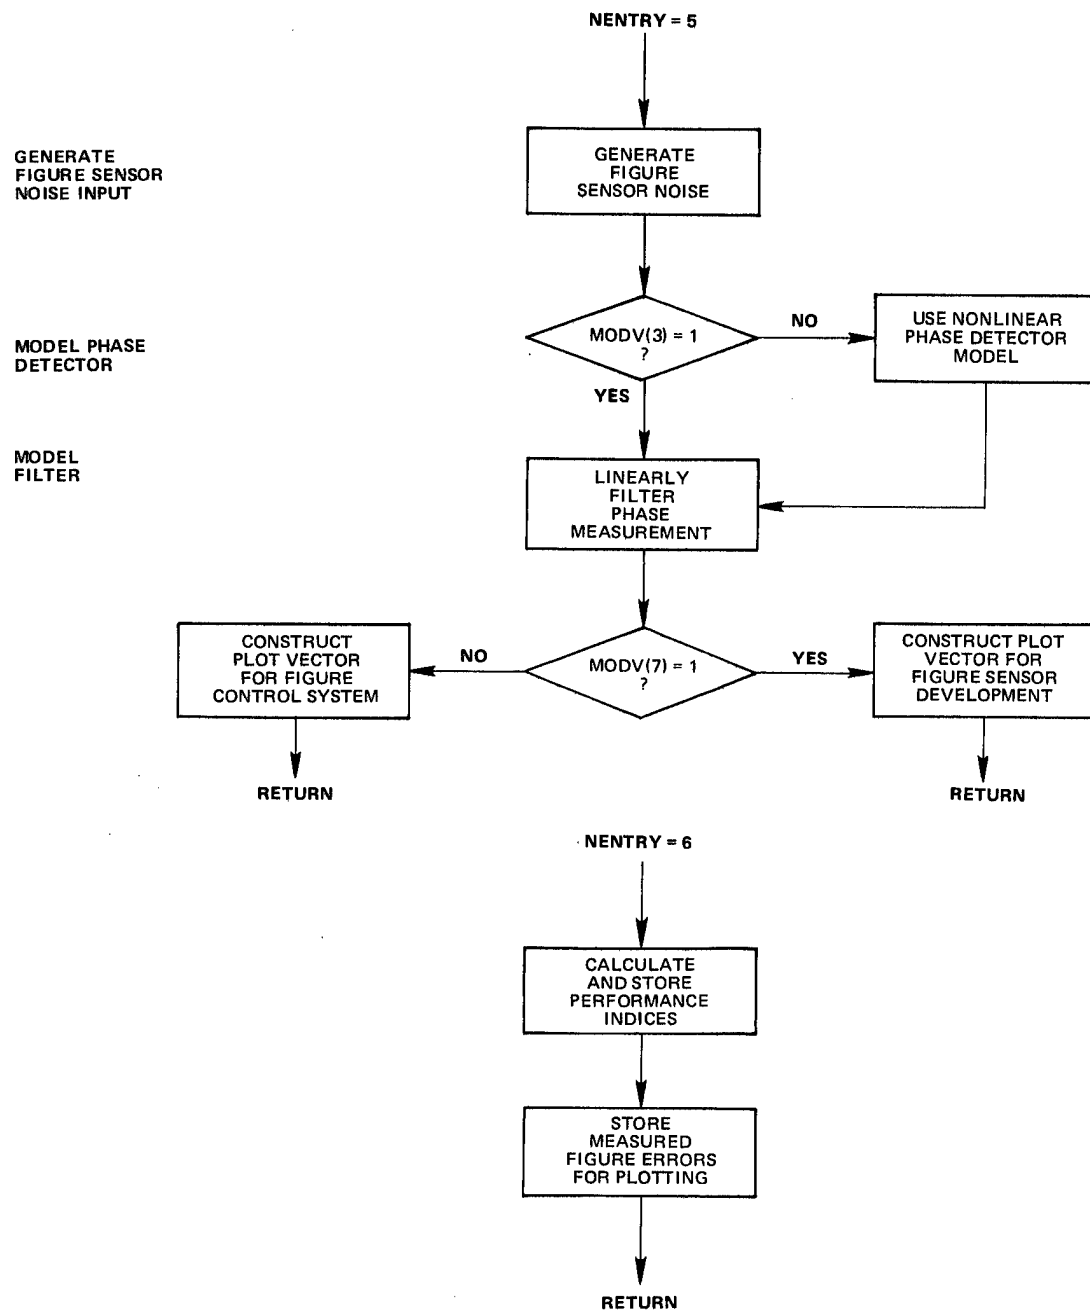 NENTRY = 5
GENERATE
FIGURE SENSOR
NOISE INPUT
GENERATE
FIGURE
SENSOR NOISE
MODEL PHASE
DETECTOR
MODV(3) = 1
?
NO
USE NONLINEAR
PHASE DETECTOR
MODEL
YES
MODEL
FILTER
LINEARLY
FILTER
PHASE
MEASUREMENT
CONSTRUCT
PLOT VECTOR
FOR FIGURE
CONTROL SYSTEM
NO
MODV(7) = 1
?
YES
CONSTRUCT PLOT
VECTOR FOR
FIGURE SENSOR
DEVELOPMENT
RETURN
RETURN
NENTRY = 6
CALCULATE
AND STORE
PERFORMANCE
INDICES
STORE
MEASURED
FIGURE ERRORS
FOR PLOTTING
RETURN